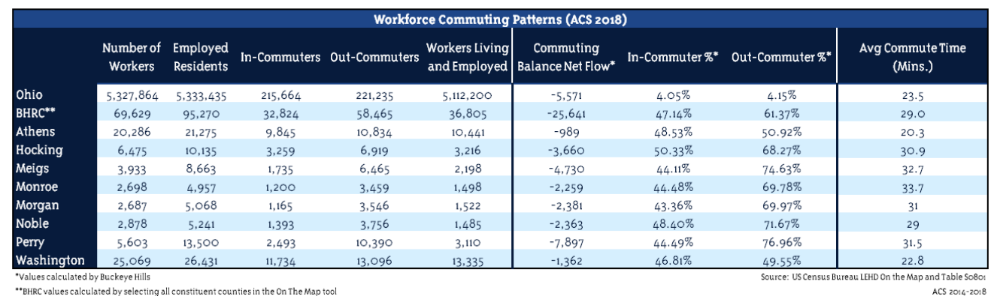 Workforce Commuting Patterns (ACS 2018)
Number of Workers Employed Residents In-Commuters Out-Commuters Workers Living and Employed Commuting Balance Net Flow* In-Commuter %* Out-Commuter %* Avg Commute Time (Mins.)
Ohio 5,327,864 5,333,435 215,664 221,235 5,112,200 -5,571 4.05% 4.15% 23.5
BHRC** 69,629 95,270 32,824 58,465 36,805 -25,641 47.14% 61.37% 29.0
Athens 20,286 21,275 9,845 10,834 10,441 -989 48.53% 50.92% 20.3
Hocking 6,475 10,135 3,259 6,919 3,216 -3,660 50.33% 68.27% 30.9
Meigs 3,933 8,663 1,735 6,465 2,198 -4,730 44.11% 74.63% 32.7
Monroe 2,698 4,957 1,200 3,459 1,498 -2,259 44.48% 69.78% 33.7
Morgan 2,687 5,068 1,165 3,546 1,522 -2,381 43.36% 69.97% 31
Noble 2,878 5,241 1,393 3,756 1,485 -2,363 48.40% 71.67% 29
Perry 5,603 13,500 2,493 10,390 3,110 -7,897 44.49% 76.96% 31.5
Washington 25,069 26,431 11,734 13,096 13,335 -1,362 46.81% 49.55% 22.8
*Values calculated by Buckeye Hills Source: US Census Bureau LEHD On the Map and Table S0801
**BHRC values calculated by selecting all constituent counties in the On The Map tool ACS 2014-2018